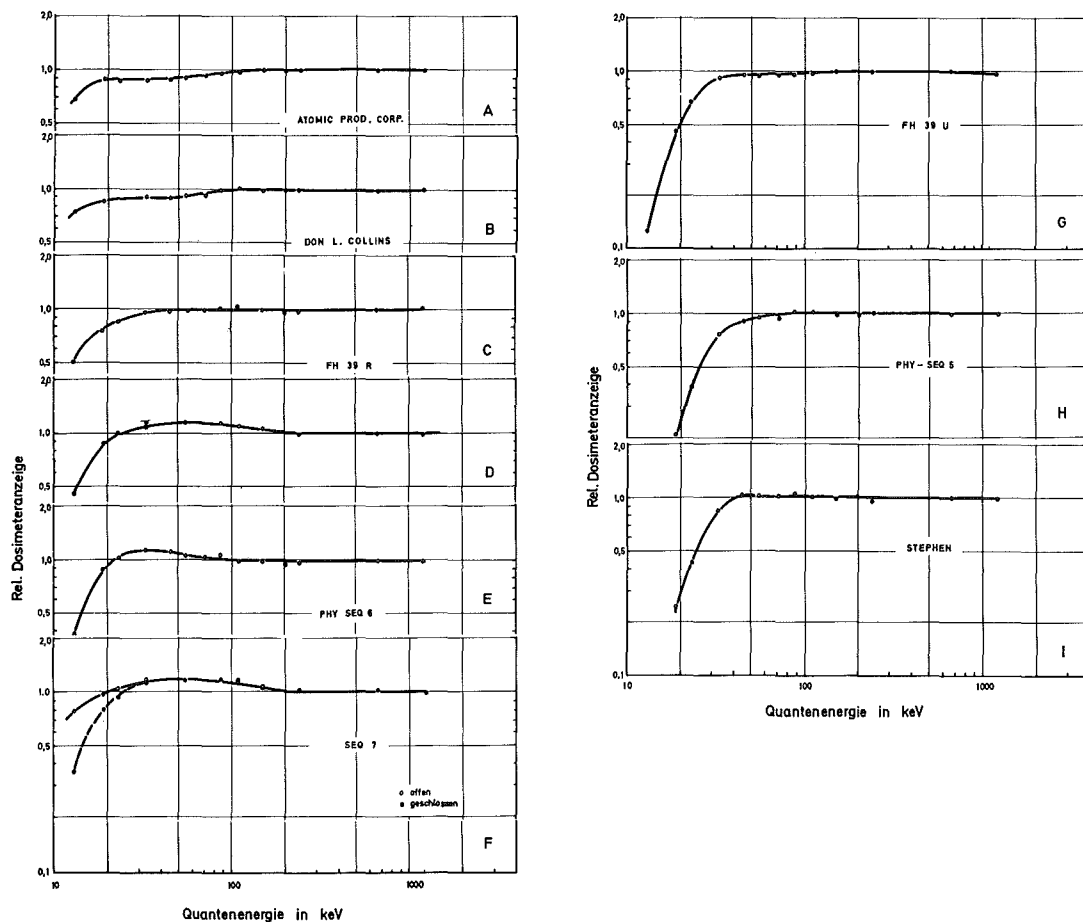 2,0
1,0
0,5
ATOMIC PROD. CORP.
A
2,0
1,0
0,5
DON L. COLLINS
B
2,0
1,0
0,5
FH 39 R
C
2,0
1,0
0,5
D
2,0
1,0
0,5
PHY SEQ 6
E
2,0
1,0
0,5
SEQ 7
o offen
• geschlossen
F
0,1
10
100
1000
Rel. Dosimeteranzeige
Quantenenergie in keV
2,0
1,0
0,5
FH 39 U
G
0,1
2,0
1,0
0,5
PHY-SEQ 5
H
2,0
1,0
0,5
STEPHEN
I
0,1
10
100
1000
Rel. Dosimeteranzeige
Quantenenergie in keV